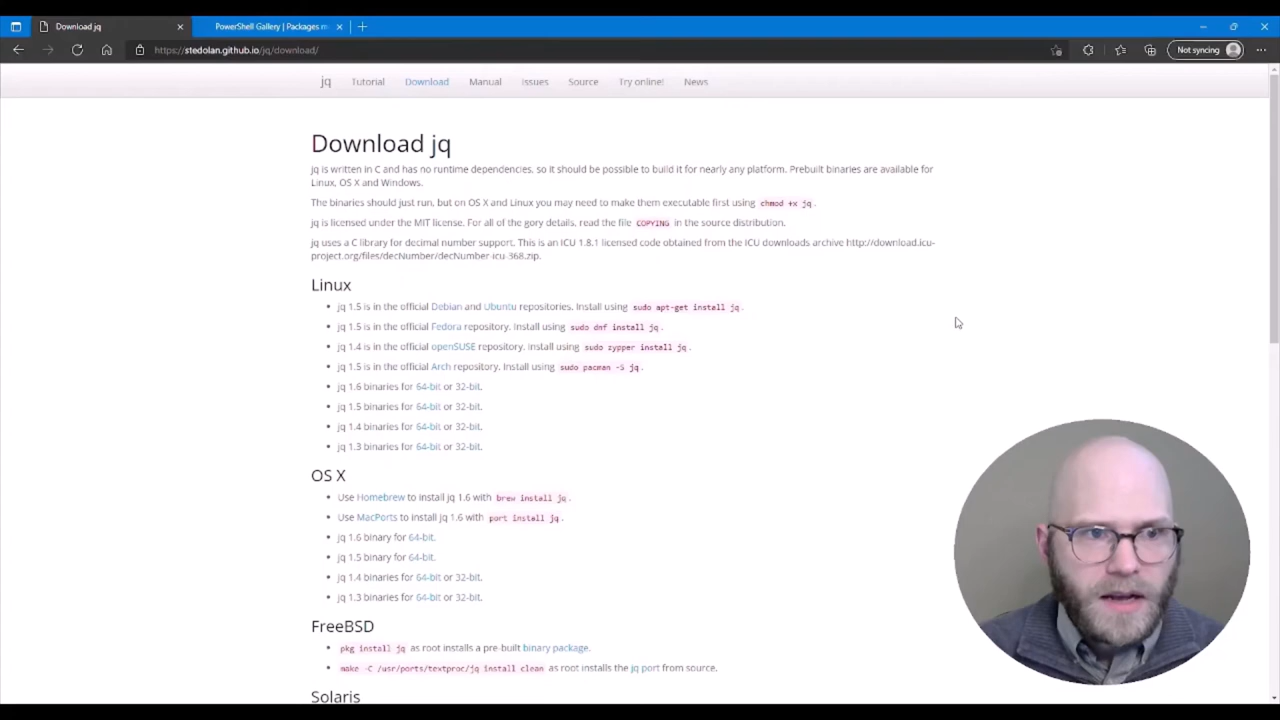 Download jq
PowerShell Gallery | Packages m
https://stedolan.github.io/jq/download/
Not syncing
jq Tutorial Download Manual Issues Source Try online! News
Download jq
jq is written in C and has no runtime dependencies, so it should be possible to build it for nearly any platform. Prebuilt binaries are available for
Linux, OS X and Windows.
The binaries should just run, but on OS X and Linux you may need to make them executable first using chmod +x jq.
jq is licensed under the MIT license. For all of the gory details, read the file COPYING in the source distribution.
jq uses a C library for decimal number support. This is an ICU 1.8.1 licensed code obtained from the ICU downloads archive http://download.icu-
project.org/files/decNumber/decNumber-icu-368.zip.
Linux
jq 1.5 is in the official Debian and Ubuntu repositories. Install using sudo apt-get install jq.
jq 1.5 is in the official Fedora repository. Install using sudo dnf install jq.
jq 1.4 is in the official openSUSE repository. Install using sudo zypper install jq.
jq 1.5 is in the official Arch repository. Install using sudo pacman -S jq.
jq 1.6 binaries for 64-bit or 32-bit.
jq 1.5 binaries for 64-bit or 32-bit.
jq 1.4 binaries for 64-bit or 32-bit.
jq 1.3 binaries for 64-bit or 32-bit.
OS X
Use Homebrew to install jq 1.6 with brew install jq.
Use MacPorts to install jq 1.6 with port install jq.
jq 1.6 binary for 64-bit.
jq 1.5 binary for 64-bit.
jq 1.4 binaries for 64-bit or 32-bit.
jq 1.3 binaries for 64-bit or 32-bit.
FreeBSD
pkg install jq as root installs a pre-built binary package.
make -C /usr/ports/textproc/jq install clean as root installs the jq port from source.
Solaris